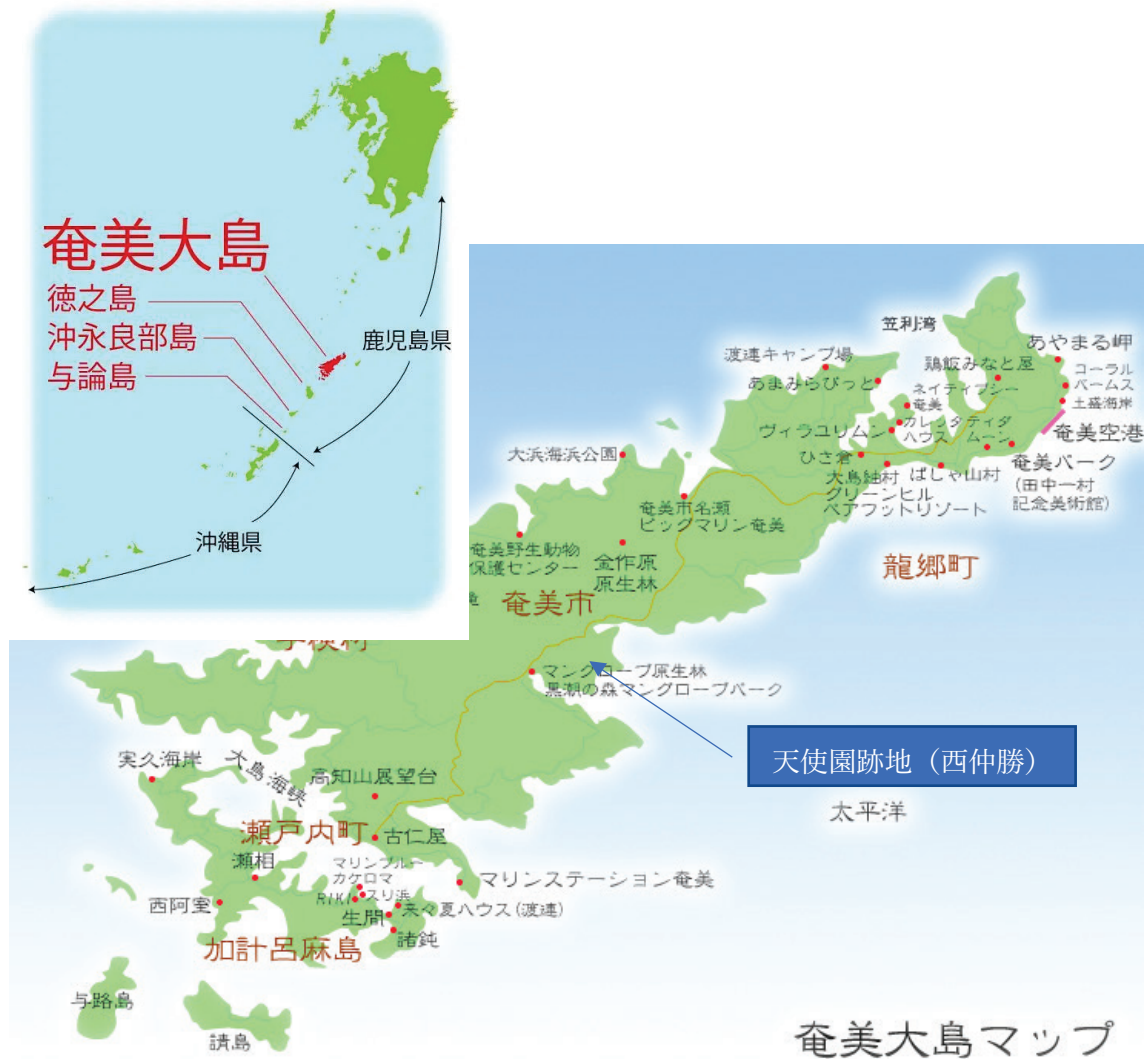 奄美大島
徳之島
沖永良部島
与論島
鹿児島県
沖縄県
笠利湾
あやまる岬
渡連キャンプ場
鶏飯みなと屋
コーラル
パームス
あまみらびっと
ネイティブシー
奄美
土盛海岸
ヴィラユリムン
カレッタ
ハウス
ティダ
ムーン
奄美空港
大浜海浜公園
ひさ倉
奄美パーク
(田中一村
記念美術館)
大島紬村
ばしゃ山村
グリーンヒル
ベアフットリゾート
奄美市名瀬
ビッグマリン奄美
奄美野生動物
保護センター
金作原
原生林
龍郷町
奄美市
マングローブ原生林
黒潮の森マングローブパーク
天使園跡地（西仲勝）
実久海岸
大島海峡
高知山展望台
太平洋
瀬戸内町
古仁屋
瀬相
マリンブルー
カケロマ
マリンステーション奄美
西阿室
RIKI
スリ浜
来々夏ハウス(渡連)
生間
諸鈍
加計呂麻島
与路島
請島
奄美大島マップ